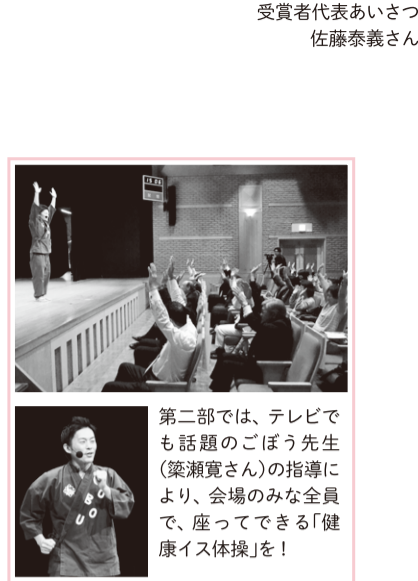 受賞者代表あいさつ
佐藤泰義さん
第二部では、テレビで
も話題のごぼう先生
(簗瀬寛さん)の指導に
より、会場のみな全員
で、座ってできる「健
康イス体操」を！